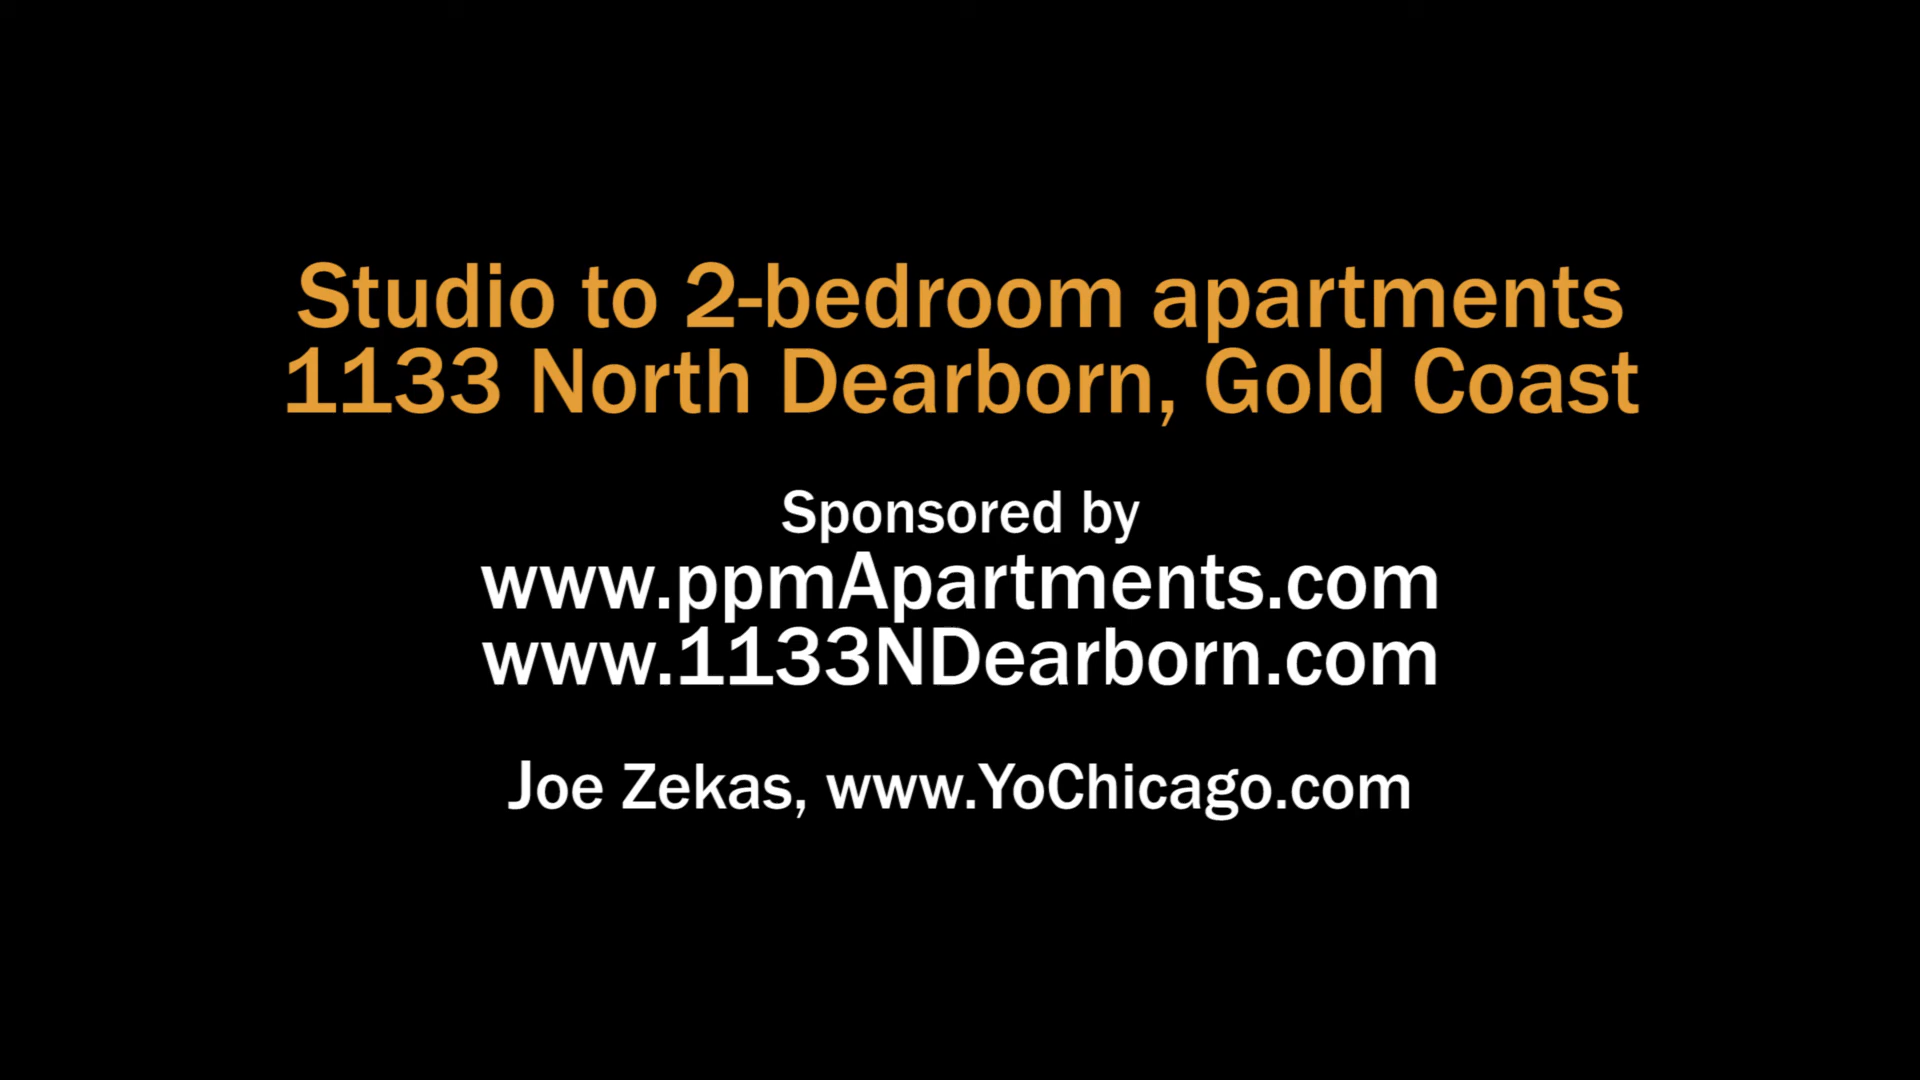 Studio to 2-bedroom apartments
1133 North Dearborn, Gold Coast
Sponsored by
www.ppmApartments.com
www.1133NDearborn.com
Joe Zekas, www.YoChicago.com